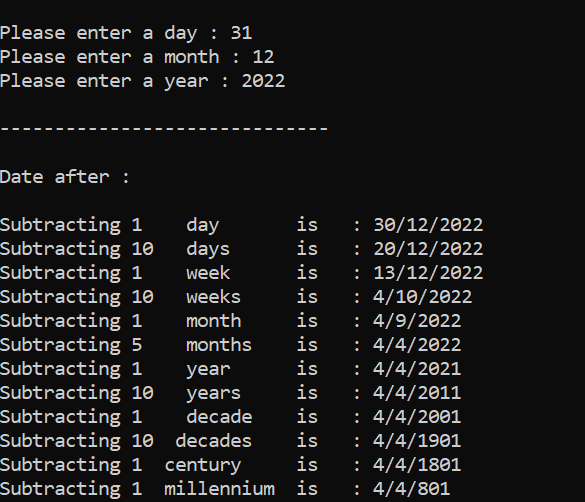 Please enter a day : 31
Please enter a month : 12
Please enter a year : 2022
------------------------------
Date after :
Subtracting 1    day       is   : 30/12/2022
Subtracting 10   days      is   : 20/12/2022
Subtracting 1    week      is   : 13/12/2022
Subtracting 10   weeks     is   : 4/10/2022
Subtracting 1    month     is   : 4/9/2022
Subtracting 5    months    is   : 4/4/2022
Subtracting 1    year      is   : 4/4/2021
Subtracting 10   years     is   : 4/4/2011
Subtracting 1    decade    is   : 4/4/2001
Subtracting 10  decades    is   : 4/4/1901
Subtracting 1  century     is   : 4/4/1801
Subtracting 1  millennium  is   : 4/4/801